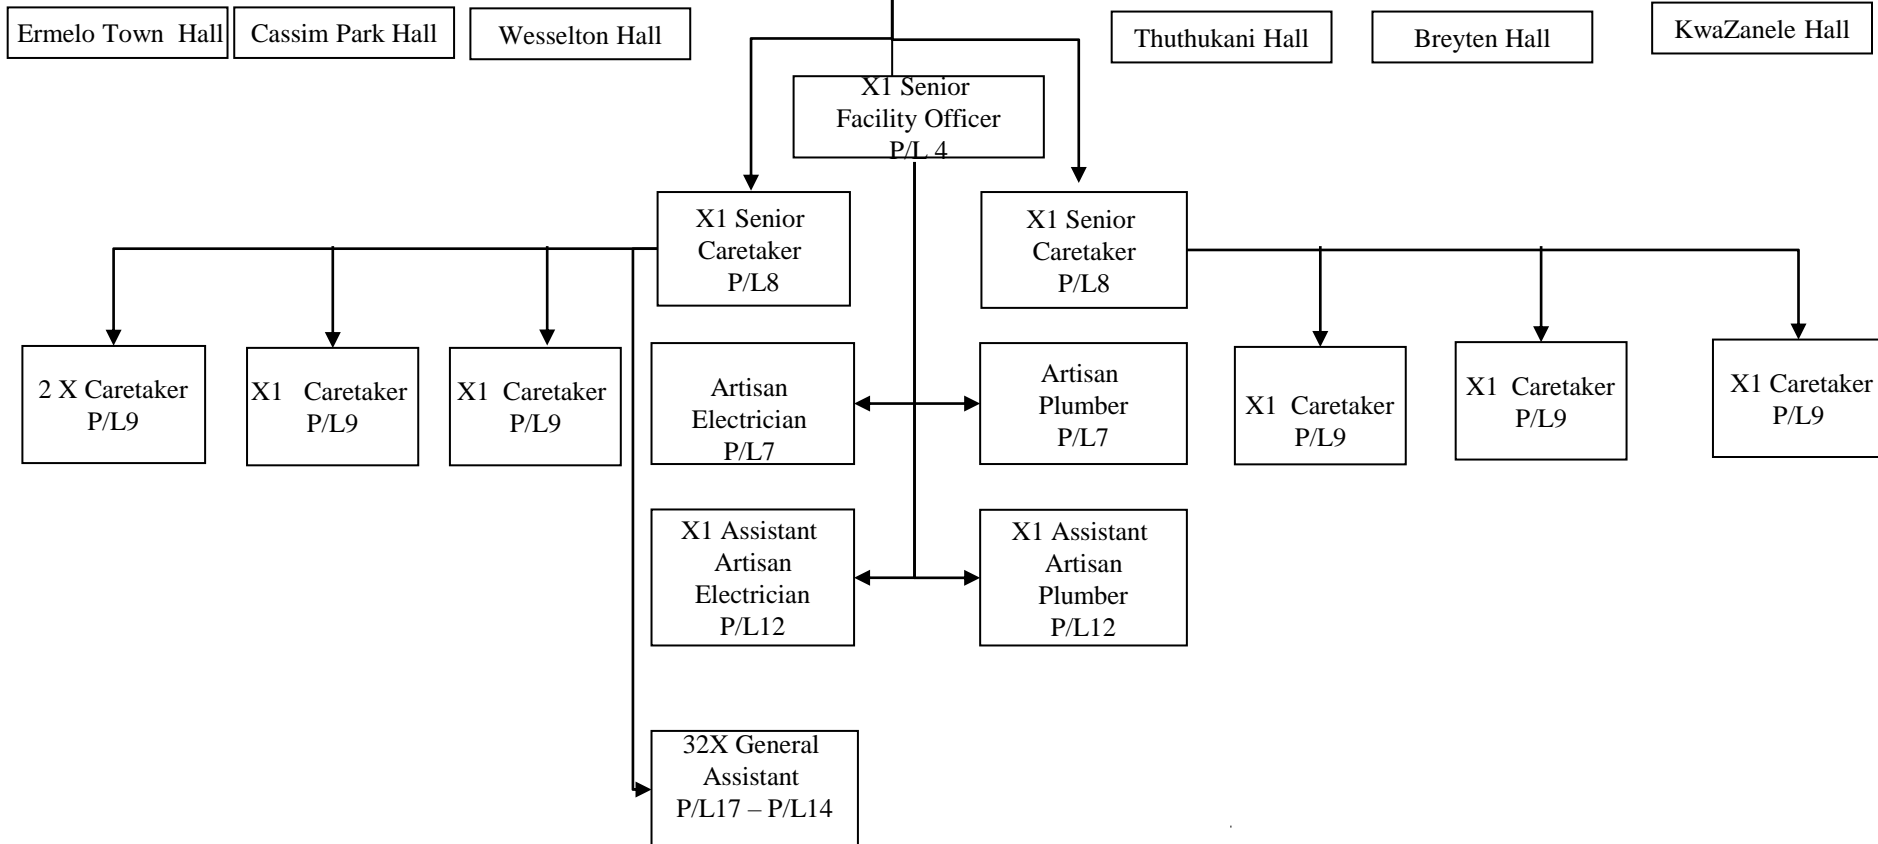 Ermelo Town Hall
Cassim Park Hall
Wesselton Hall
Thuthukani Hall
Breyten Hall
KwaZanele Hall
X1 Senior
Facility Officer
P/L 4
X1 Senior
Caretaker
P/L8
X1 Senior
Caretaker
P/L8
2 X Caretaker
P/L9
X1 Caretaker
P/L9
X1 Caretaker
P/L9
Artisan
Electrician
P/L7
Artisan
Plumber
P/L7
X1 Caretaker
P/L9
X1 Caretaker
P/L9
X1 Caretaker
P/L9
X1 Assistant
Artisan
Electrician
P/L12
X1 Assistant
Artisan
Plumber
P/L12
32X General
Assistant
P/L17 – P/L14